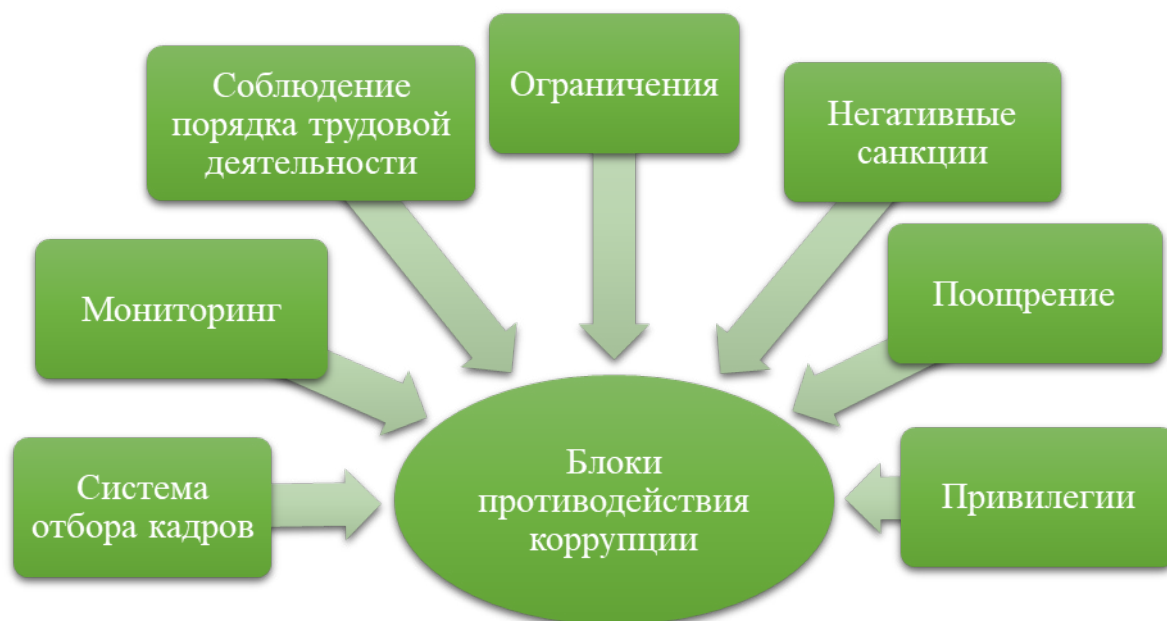 Соблюдение
порядка трудовой
деятельности
Ограничения
Негативные
санкции
Мониторинг
Поощрение
Система
отбора кадров
Блоки
противодействия
коррупции
Привилегии